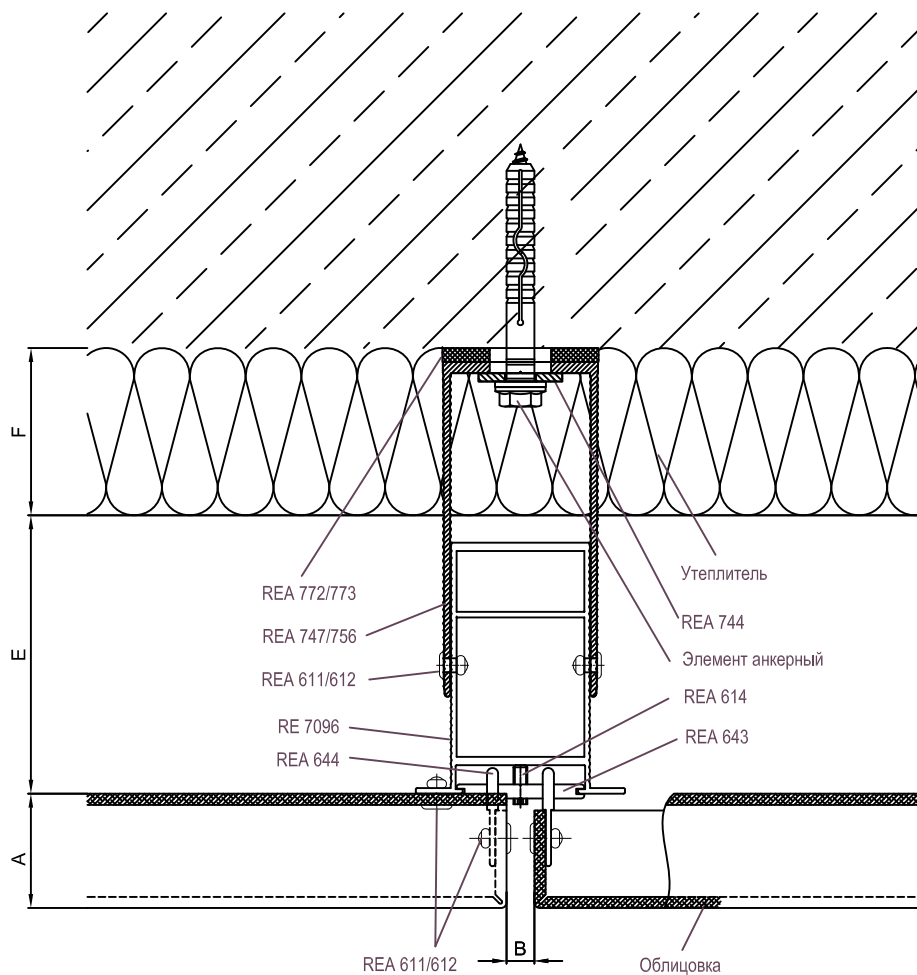 F
E
A
B
REA 772/773
REA 747/756
REA 611/612
RE 7096
REA 644
Утеплитель
REA 744
Элемент анкерный
REA 614
REA 643
REA 611/612
Облицовка